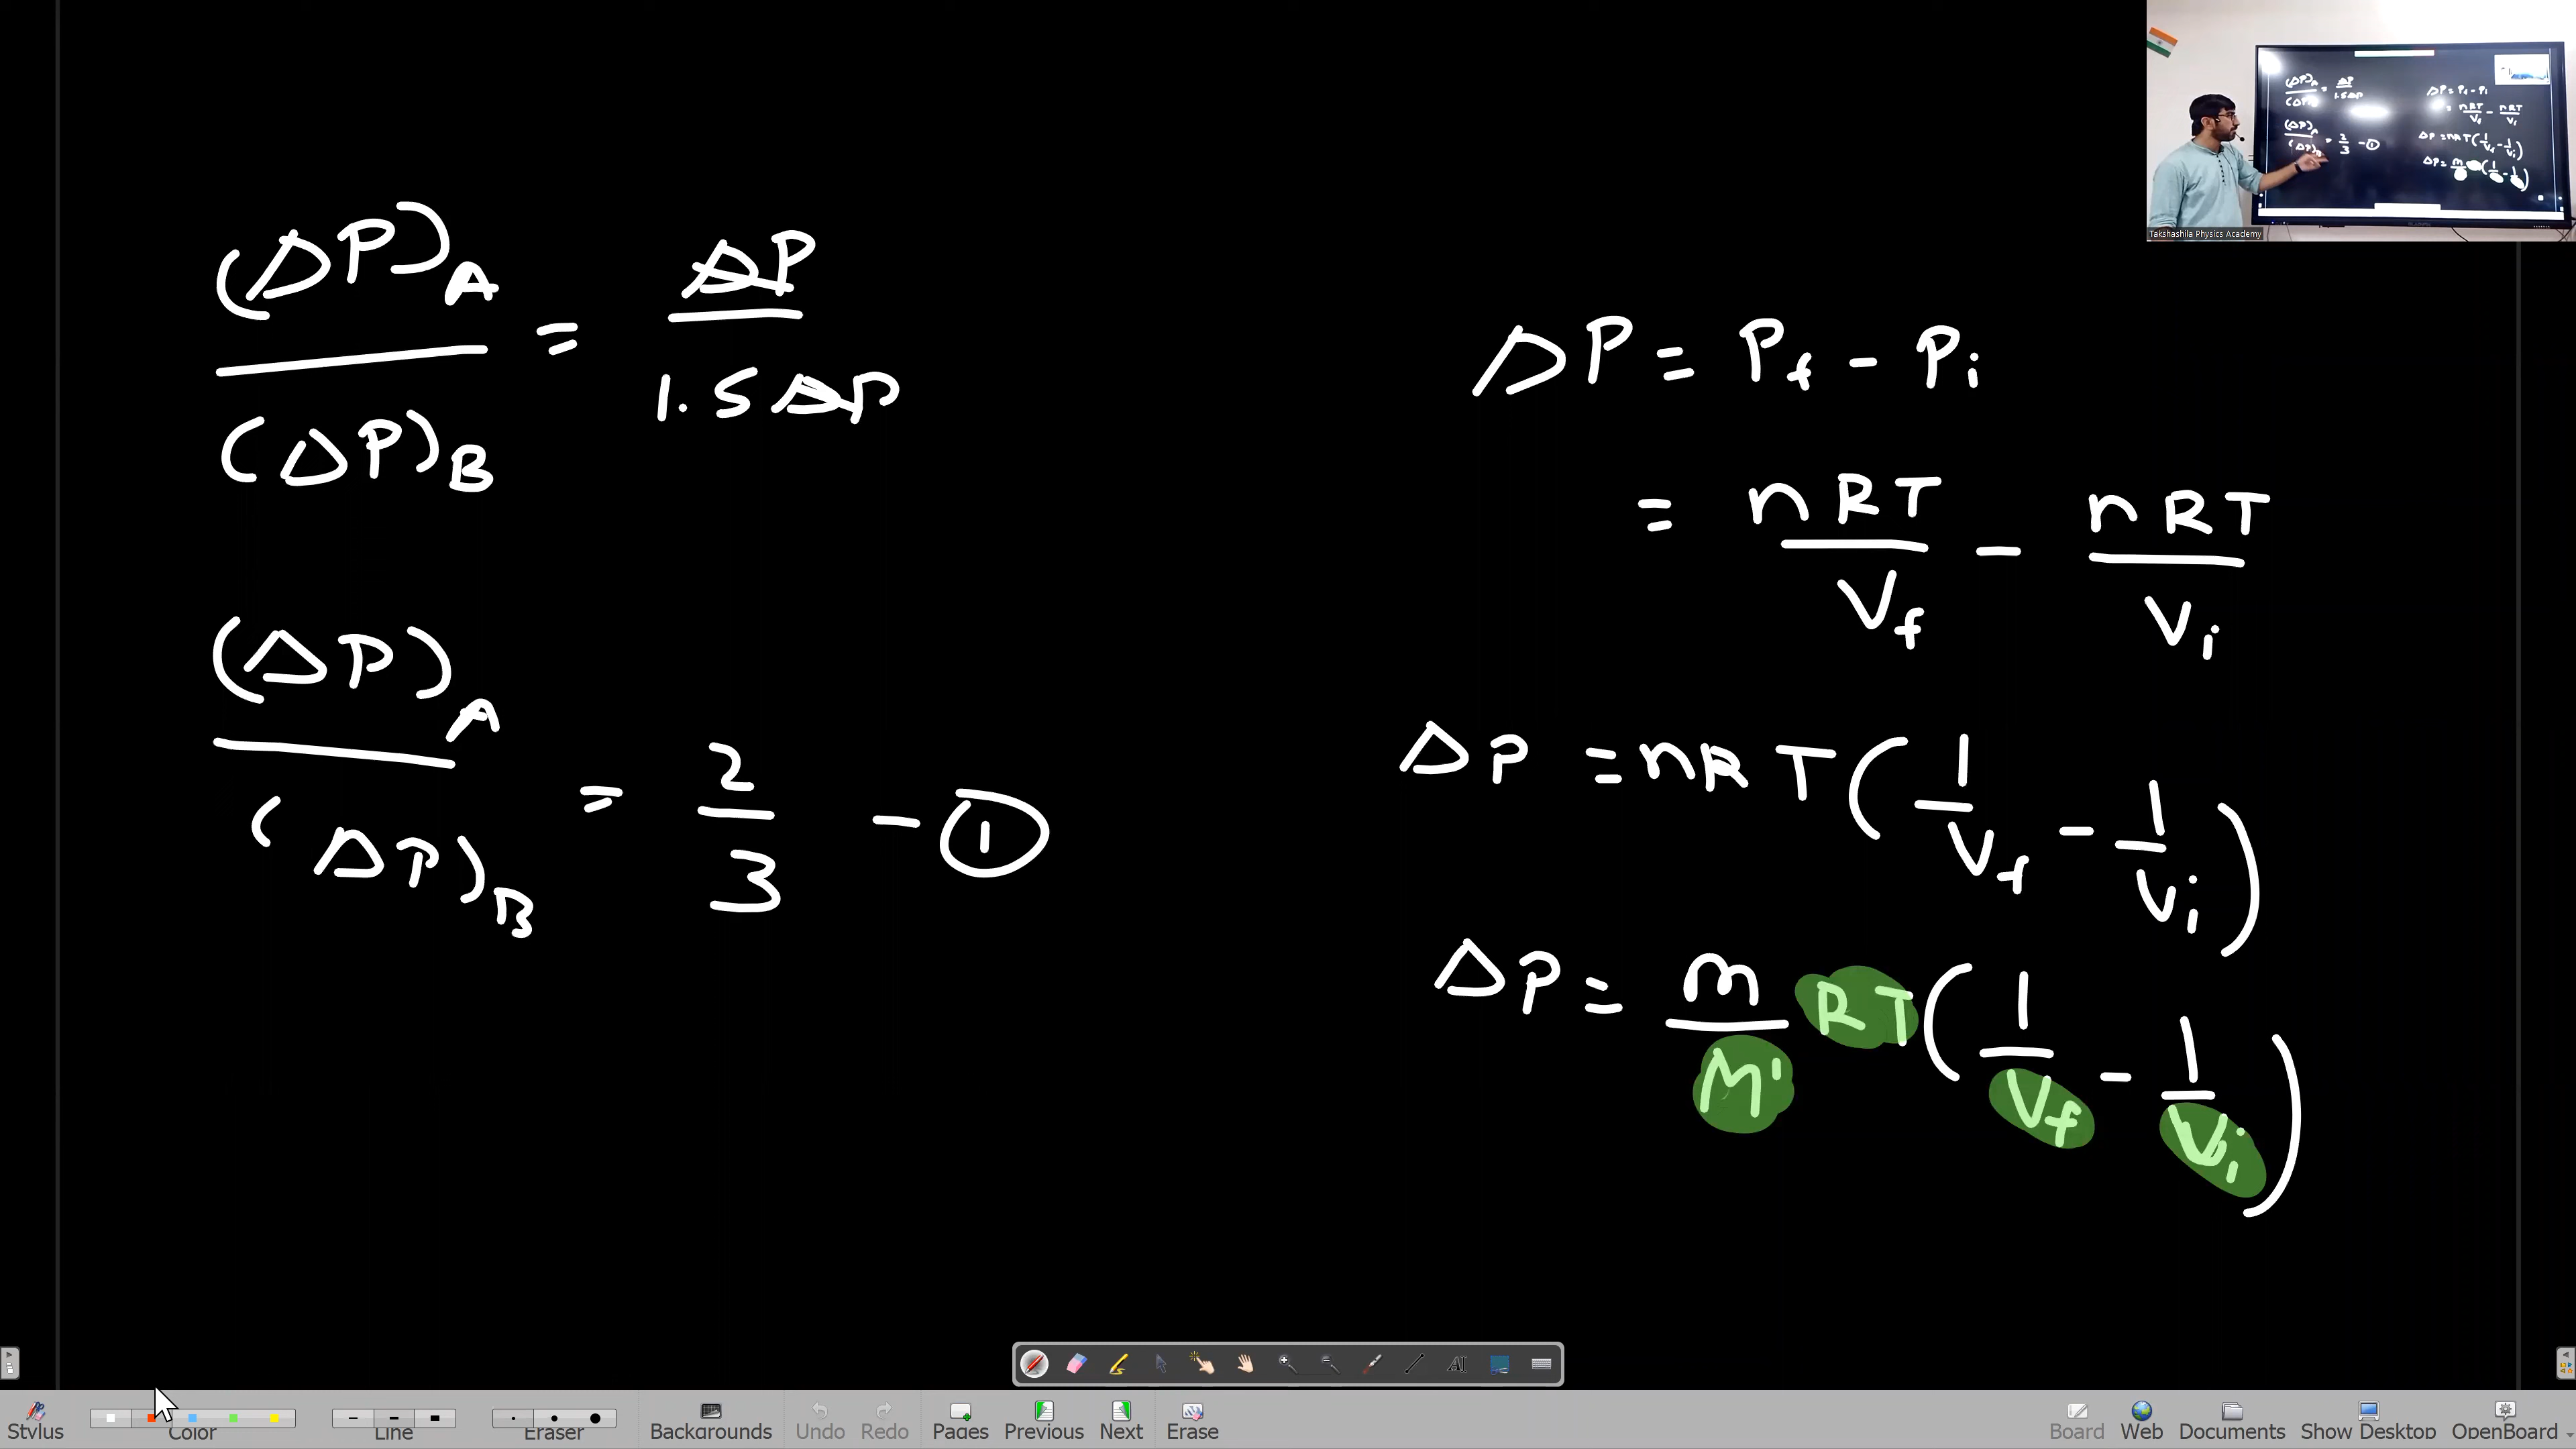 (ΔP)A / (ΔP)B = ΔP / 1.5ΔP
(ΔP)A / (ΔP)B = 2/3 - ①
ΔP = Pf - Pi
= nRT/Vf - nRT/Vi
ΔP = nRT(1/Vf - 1/Vi)
ΔP = m/M' RT(1/Vf - 1/Vi)
Takshashila Physics Academy
Stylus
Color
Line
Eraser
Backgrounds
Undo
Redo
Pages
Previous
Next
Erase
Board
Web
Documents
Show Desktop
OpenBoard